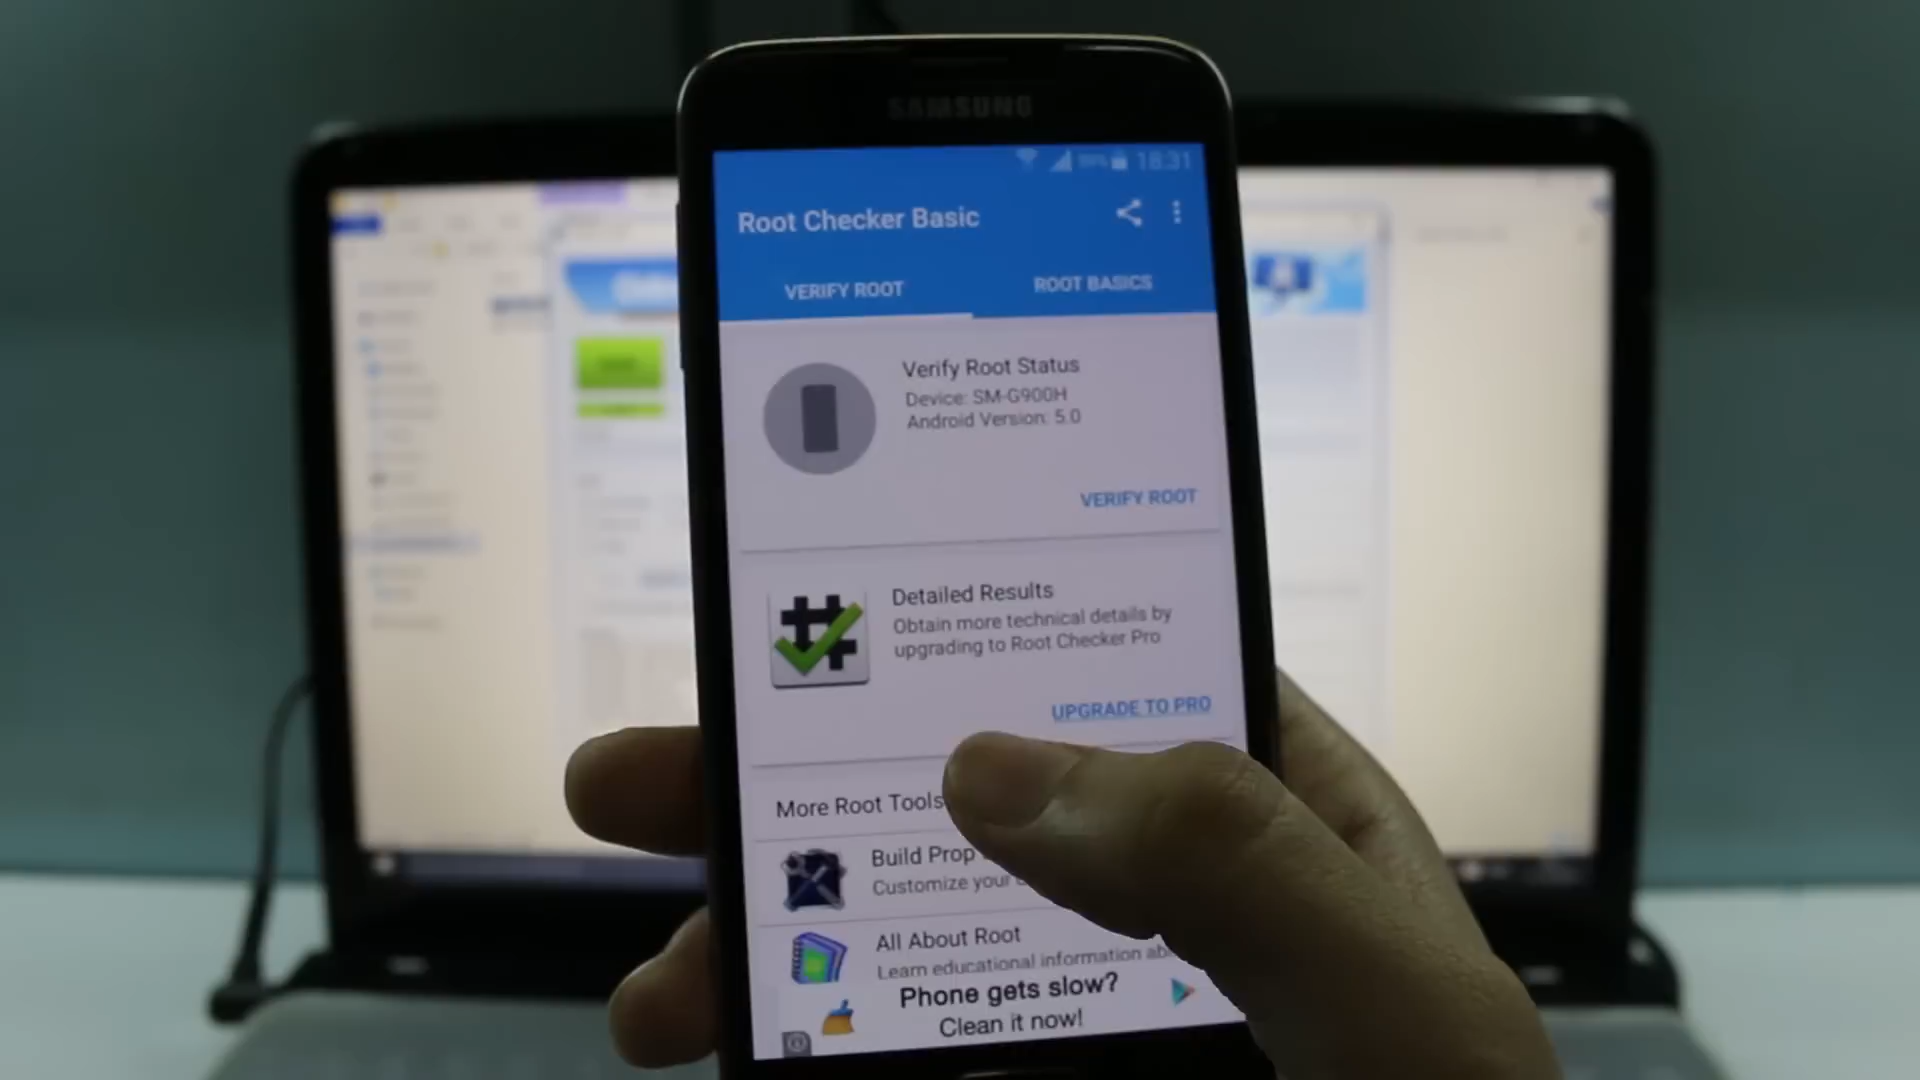 SAMSUNG
18:31
Root Checker Basic
VERIFY ROOT
ROOT BASICS
Verify Root Status
Device: SM-G900H
Android Version: 5.0
VERIFY ROOT
Detailed Results
Obtain more technical details by
upgrading to Root Checker Pro
UPGRADE TO PRO
More Root Tools
Build Prop
Customize your
All About Root
Learn educational information
Phone gets slow?
Clean it now!